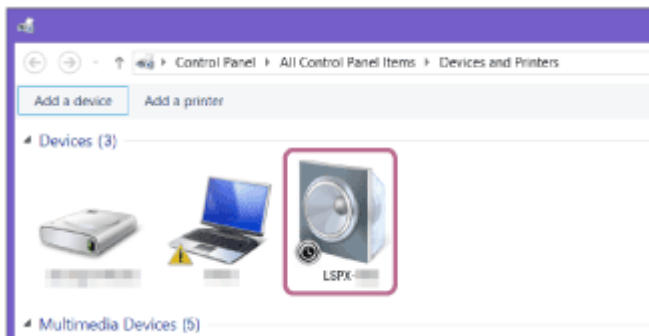 Control Panel All Control Panel Items Devices and Printers
Add a device Add a printer
Devices (3)
LSPX-
Multimedia Devices (5)